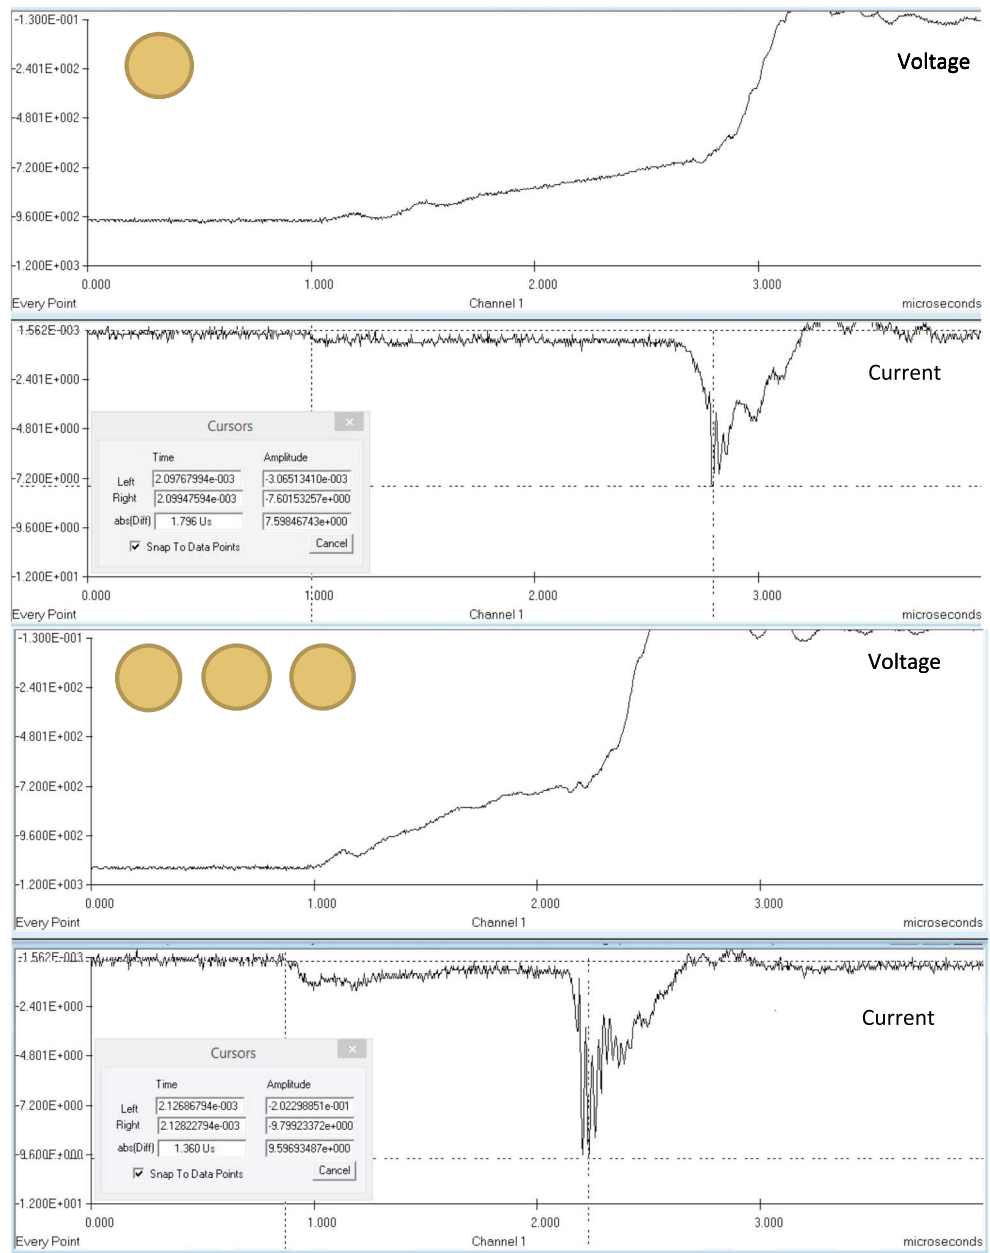 -1.300E-001
Voltage
-2.401E+002
-4.801E+002
-7.200E+002
-9.600E+002
-1.200E+003
0.000 1.000 2.000 3.000
Every Point Channel 1 microseconds
1.562E-003
-2.401E+000
Current
-4.801E+000
-7.200E+000
-9.600E+000
-1.200E+001
Cursors
Time Amplitude
Left 2.09767994e-003 -3.06513410e-003
Right 2.09947594e-003 -7.60153257e+000
abs(Diff) 1.796 Us 7.59846743e+000
Snap To Data Points Cancel
0.000 1.000 2.000 3.000
Every Point Channel 1 microseconds
-1.300E-001
Voltage
-2.401E+002
-4.801E+002
-7.200E+002
-9.600E+002
-1.200E+003
0.000 1.000 2.000 3.000
Every Point Channel 1 microseconds
-1.562E-003
-2.401E+000
Current
-4.801E+000
-7.200E+000
-9.600E+000
-1.200E+001
Cursors
Time Amplitude
Left 2.12686794e-003 -2.02298851e-001
Right 2.12822794e-003 -9.79923372e+000
abs(Diff) 1.360 Us 9.59693487e+000
Snap To Data Points Cancel
0.000 1.000 2.000 3.000
Every Point Channel 1 microseconds